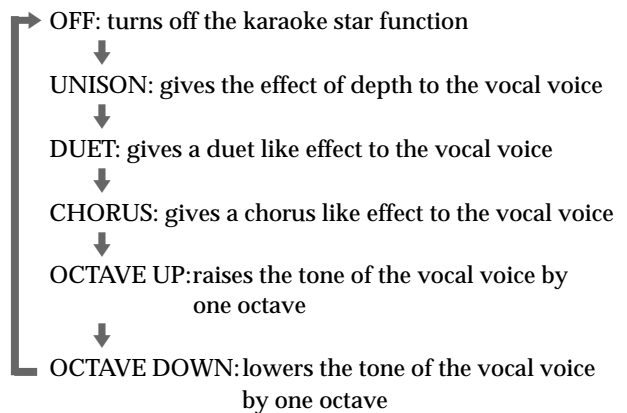 OFF: turns off the karaoke star function
UNISON: gives the effect of depth to the vocal voice
DUET: gives a duet like effect to the vocal voice
CHORUS: gives a chorus like effect to the vocal voice
OCTAVE UP: raises the tone of the vocal voice by
one octave
OCTAVE DOWN: lowers the tone of the vocal voice
by one octave